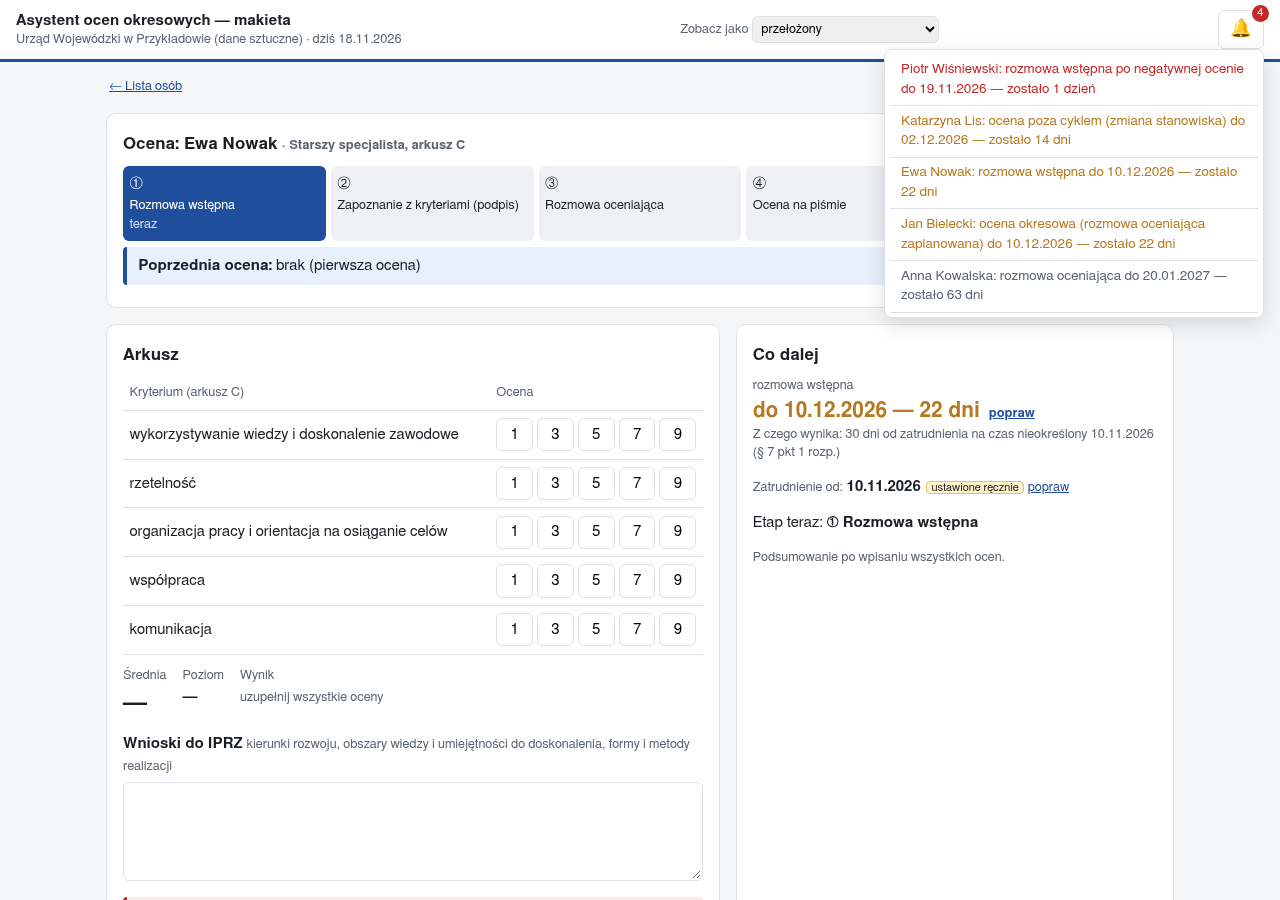 Asystent ocen okresowych — makieta
Urząd Wojewódzki w Przykładowie (dane sztuczne) · dziś 18.11.2026
Zobacz jako przełożony
4
Piotr Wiśniewski: rozmowa wstępna po negatywnej ocenie
do 19.11.2026 — zostało 1 dzień
Katarzyna Lis: ocena poza cyklem (zmiana stanowiska) do
02.12.2026 — zostało 14 dni
Ewa Nowak: rozmowa wstępna do 10.12.2026 — zostało
22 dni
Jan Bielecki: ocena okresowa (rozmowa oceniająca
zaplanowana) do 10.12.2026 — zostało 22 dni
Anna Kowalska: rozmowa oceniająca do 20.01.2027 —
zostało 63 dni
← Lista osób
Ocena: Ewa Nowak · Starszy specjalista, arkusz C
①
Rozmowa wstępna
teraz
②
Zapoznanie z kryteriami (podpis)
③
Rozmowa oceniająca
④
Ocena na piśmie
Poprzednia ocena: brak (pierwsza ocena)
Arkusz
Kryterium (arkusz C) Ocena
wykorzystywanie wiedzy i doskonalenie zawodowe 1 3 5 7 9
rzetelność 1 3 5 7 9
organizacja pracy i orientacja na osiąganie celów 1 3 5 7 9
współpraca 1 3 5 7 9
komunikacja 1 3 5 7 9
Średnia Poziom Wynik
— — uzupełnij wszystkie oceny
Wnioski do IPRZ kierunki rozwoju, obszary wiedzy i umiejętności do doskonalenia, formy i metody
realizacji
Co dalej
rozmowa wstępna
do 10.12.2026 — 22 dni popraw
Z czego wynika: 30 dni od zatrudnienia na czas nieokreślony 10.11.2026
(§ 7 pkt 1 rozp.)
Zatrudnienie od: 10.11.2026 ustawione ręcznie popraw
Etap teraz: ① Rozmowa wstępna
Podsumowanie po wpisaniu wszystkich ocen.